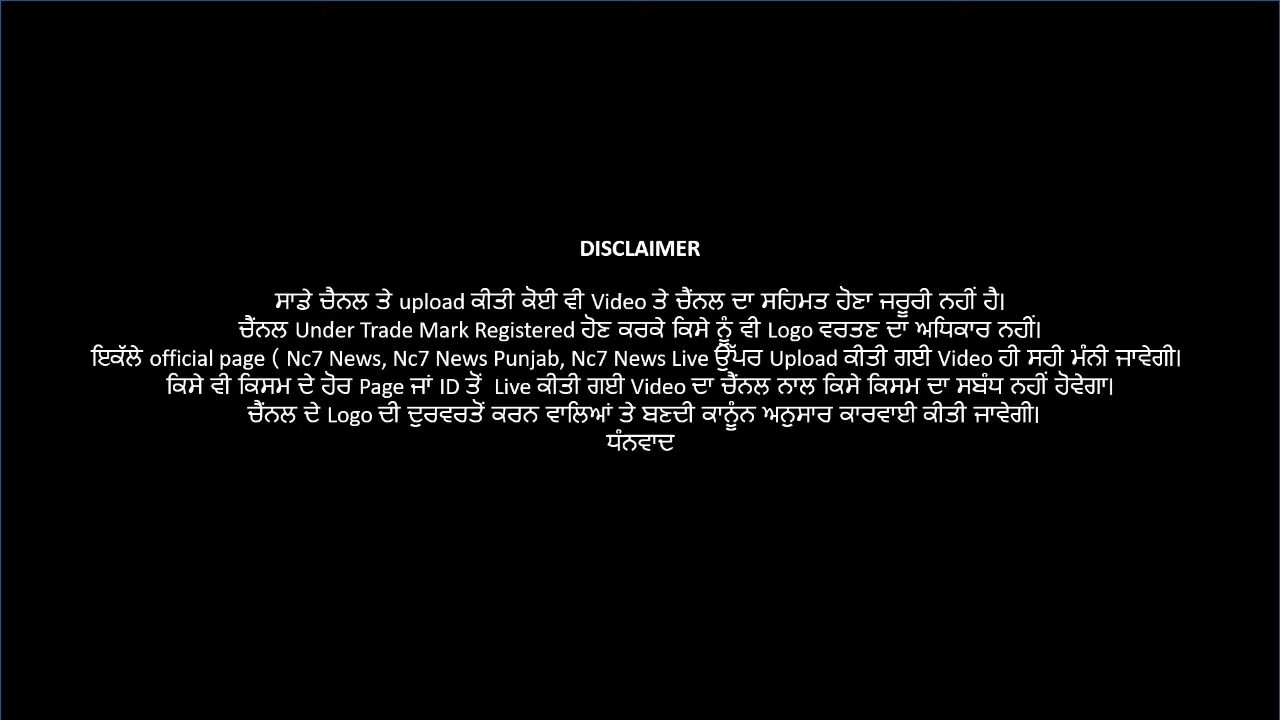 DISCLAIMER
ਸਾਡੇ ਚੈਨਲ ਤੇ upload ਕੀਤੀ ਕੋਈ ਵੀ Video ਤੇ ਚੈਂਨਲ ਦਾ ਸਹਿਮਤ ਹੋਣਾ ਜਰੂਰੀ ਨਹੀਂ ਹੈ।
ਚੈਂਨਲ Under Trade Mark Registered ਹੋਣ ਕਰਕੇ ਕਿਸੇ ਨੂੰ ਵੀ Logo ਵਰਤਣ ਦਾ ਅਧਿਕਾਰ ਨਹੀਂ।
ਇਕੱਲੇ official page ( Nc7 News, Nc7 News Punjab, Nc7 News Live ਉੱਪਰ Upload ਕੀਤੀ ਗਈ Video ਹੀ ਸਹੀ ਮੰਨੀ ਜਾਵੇਗੀ।
ਕਿਸੇ ਵੀ ਕਿਸਮ ਦੇ ਹੋਰ Page ਜਾਂ ID ਤੋਂ  Live ਕੀਤੀ ਗਈ Video ਦਾ ਚੈਂਨਲ ਨਾਲ ਕਿਸੇ ਕਿਸਮ ਦਾ ਸਬੰਧ ਨਹੀਂ ਹੋਵੇਗਾ।
ਚੈਂਨਲ ਦੇ Logo ਦੀ ਦੁਰਵਰਤੋਂ ਕਰਨ ਵਾਲਿਆਂ ਤੇ ਬਣਦੀ ਕਾਨੂੰਨ ਅਨੁਸਾਰ ਕਾਰਵਾਈ ਕੀਤੀ ਜਾਵੇਗੀ।
ਧੰਨਵਾਦ